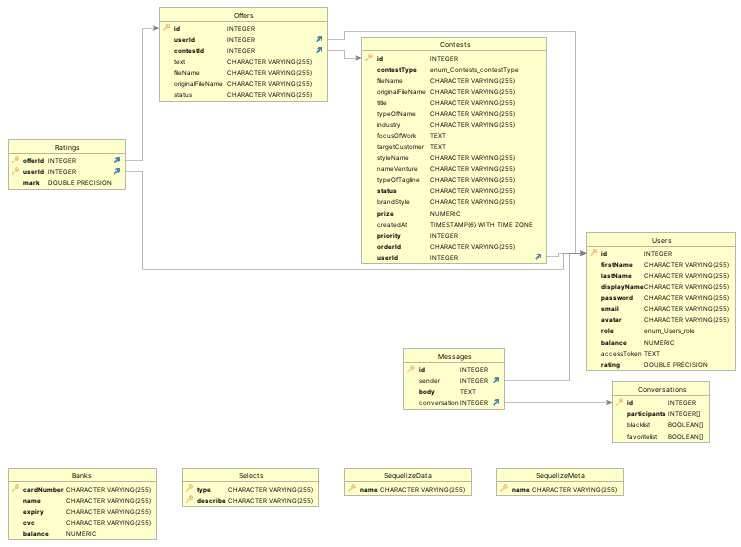 Offers
id INTEGER
userId INTEGER
contestId INTEGER
text CHARACTER VARYING(255)
fileName CHARACTER VARYING(255)
originalFileName CHARACTER VARYING(255)
status CHARACTER VARYING(255)
Contests
id INTEGER
contestType enum_Contests_contestType
fileName CHARACTER VARYING(255)
originalFileName CHARACTER VARYING(255)
title CHARACTER VARYING(255)
typeOfName CHARACTER VARYING(255)
industry CHARACTER VARYING(255)
focusOfWork TEXT
targetCustomer TEXT
styleName CHARACTER VARYING(255)
nameVenture CHARACTER VARYING(255)
typeOfTagline CHARACTER VARYING(255)
status CHARACTER VARYING(255)
brandStyle CHARACTER VARYING(255)
prize NUMERIC
createdAt TIMESTAMP(6) WITH TIME ZONE
priority INTEGER
orderId CHARACTER VARYING(255)
userId INTEGER
Ratings
offerId INTEGER
userId INTEGER
mark DOUBLE PRECISION
Users
id INTEGER
firstName CHARACTER VARYING(255)
lastName CHARACTER VARYING(255)
displayName CHARACTER VARYING(255)
password CHARACTER VARYING(255)
email CHARACTER VARYING(255)
avatar CHARACTER VARYING(255)
role enum_Users_role
balance NUMERIC
accessToken TEXT
rating DOUBLE PRECISION
Messages
id INTEGER
sender INTEGER
body TEXT
conversation INTEGER
Conversations
id INTEGER
participants INTEGER[]
blacklist BOOLEAN[]
favoritelist BOOLEAN[]
Banks
cardNumber CHARACTER VARYING(255)
name CHARACTER VARYING(255)
expiry CHARACTER VARYING(255)
cvc CHARACTER VARYING(255)
balance NUMERIC
Selects
type CHARACTER VARYING(255)
describe CHARACTER VARYING(255)
SequelizeData
name CHARACTER VARYING(255)
SequelizeMeta
name CHARACTER VARYING(255)